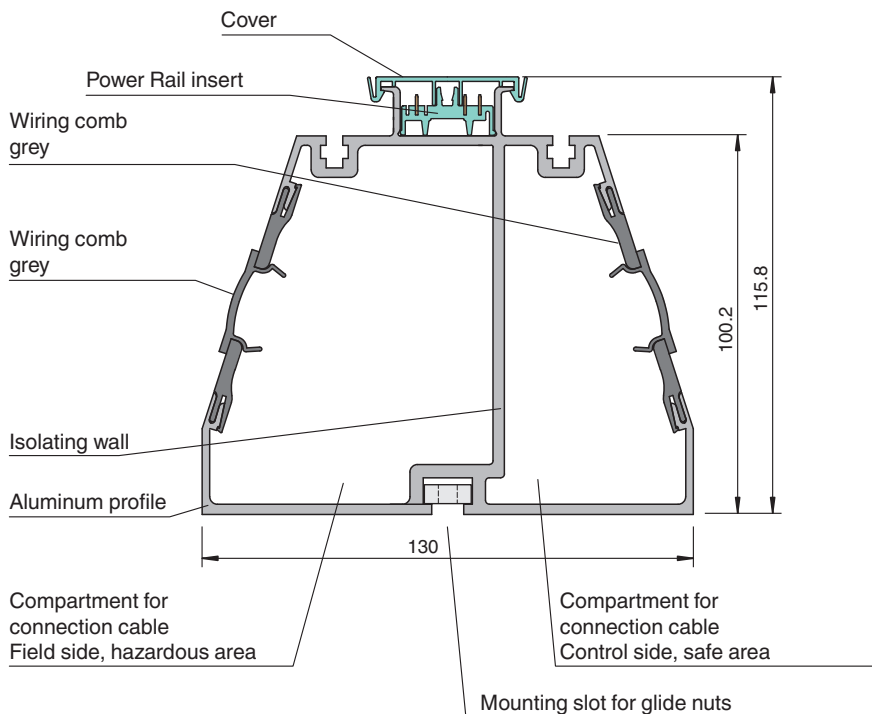 Cover
Power Rail insert
Wiring comb
grey
Wiring comb
grey
100.2
115.8
Isolating wall
Aluminum profile
130
Compartment for
connection cable
Field side, hazardous area
Compartment for
connection cable
Control side, safe area
Mounting slot for glide nuts